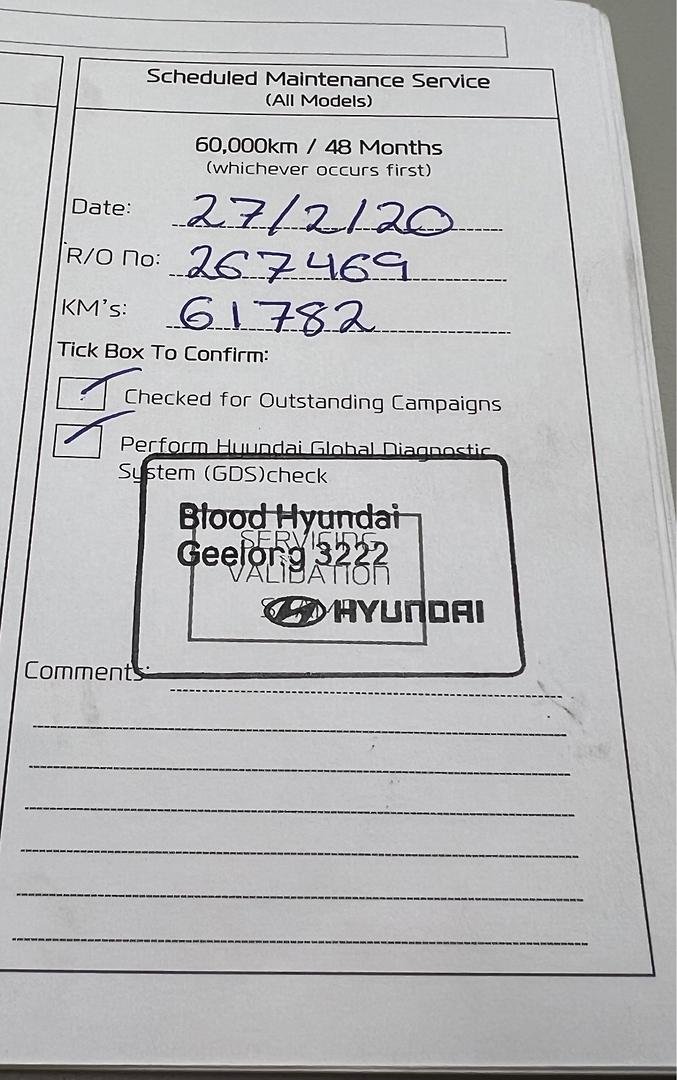 Scheduled Maintenance Service
(All Models)
60,000km / 48 Months
(whichever occurs first)
Date: 27/2/20
R/O No: 267469
KM's: 61782
Tick Box To Confirm:
Checked for Outstanding Campaigns
Perform Hyundai Global Diagnostic
System (GDS)check
Blood Hyundai
SERVICING
Geelong 3222
VALIDATION
HYUNDAI
Comments: